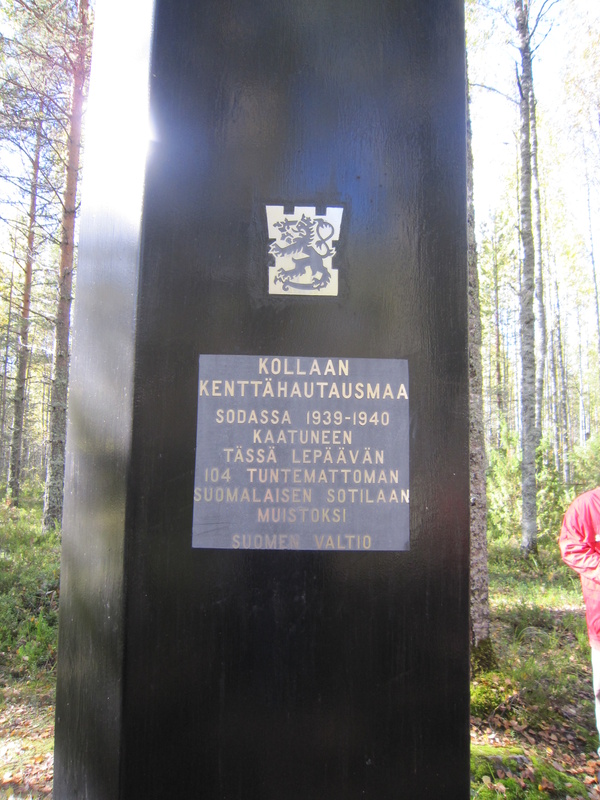 KOLLAAN
KENTTÄHAUTAUSMAA
SODASSA 1939-1940
KAATUNEEN
TÄSSÄ LEPÄÄVÄN
104 TUNTEMATTOMAN
SUOMALAISEN SOTILAAN
MUISTOKSI
SUOMEN VALTIO